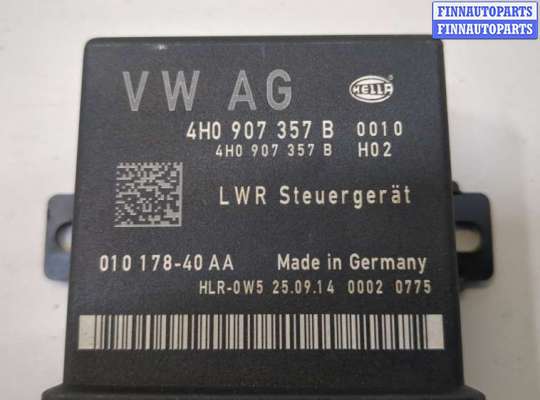 FINNAUTOPARTS
FINNAUTOPARTS
VW AG
HELLA
4H0 907 357 B 0010
4H0 907 357 B H02
LWR Steuergerät
010 178-40 AA Made in Germany
HLR-0W5 25.09.14 0002 0775